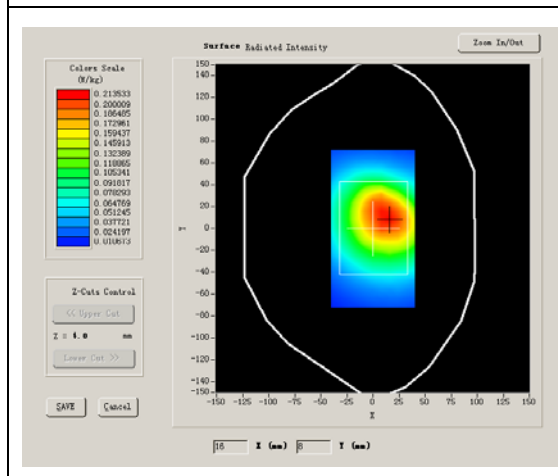 Surface Radiated Intensity
Zoom In/Out
Colors Scale
(W/kg)
0.213533
0.200009
0.186485
0.172961
0.159437
0.145913
0.132389
0.118865
0.105341
0.091817
0.078293
0.064769
0.051245
0.037721
0.024197
0.010673
150
140
120
100
80
60
40
20
0
-20
-40
-60
-80
-100
-120
-140
-150
Y
-150 -125 -100 -75 -50 -25 0 25 50 75 100 125 150
X
Z-Cuts Control
<< Upper Cut
Z = 4.0 mm
Lower Cut >>
SAVE Cancel
16 X (mm) 8 Y (mm)